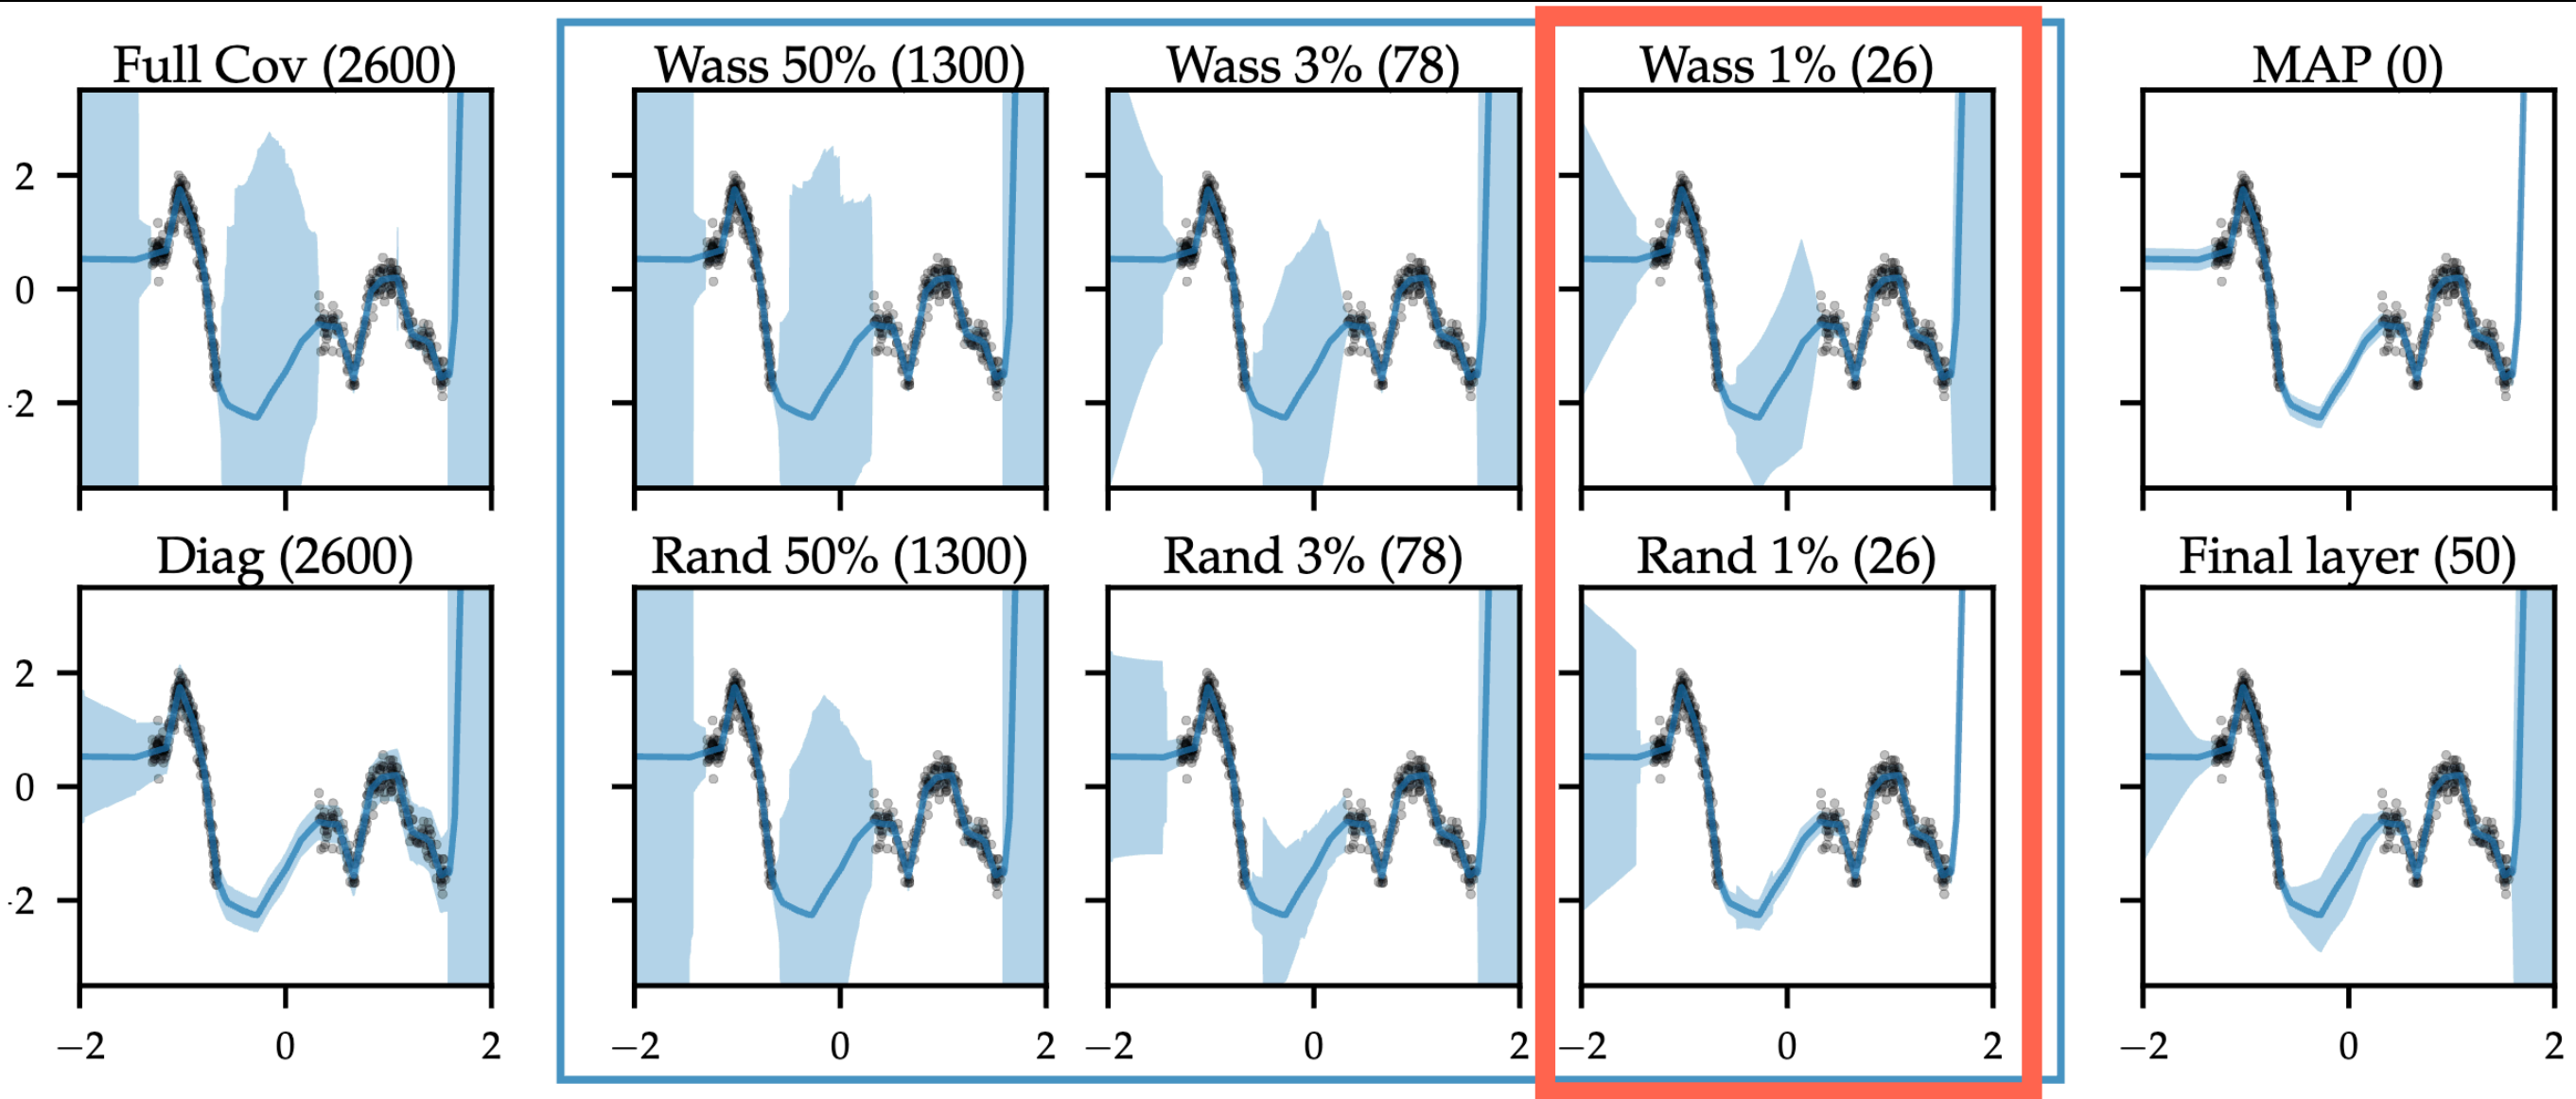 Full Cov (2600)
Wass 50% (1300)
Wass 3% (78)
Wass 1% (26)
MAP (0)
2
0
-2
Diag (2600)
Rand 50% (1300)
Rand 3% (78)
Rand 1% (26)
Final layer (50)
2
0
-2
−2 0 2
−2 0 2
−2 0 2
−2 0 2
−2 0 2